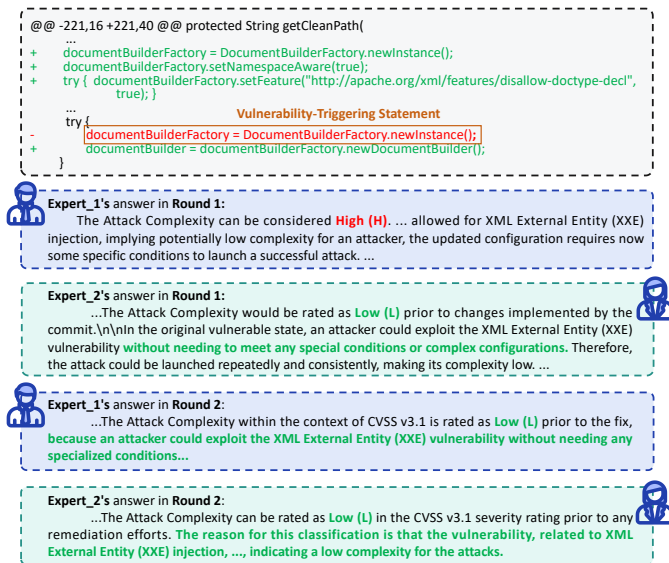 @@ -221,16 +221,40 @@ protected String getCleanPath(
...
+ documentBuilderFactory = DocumentBuilderFactory.newInstance();
+ documentBuilderFactory.setNamespaceAware(true);
+ try { documentBuilderFactory.setFeature("http://apache.org/xml/features/disallow-doctype-decl",
true); }
...
Vulnerability-Triggering Statement
try {
- documentBuilderFactory = DocumentBuilderFactory.newInstance();
+ documentBuilder = documentBuilderFactory.newDocumentBuilder();
}
Expert_1's answer in Round 1:
The Attack Complexity can be considered High (H). ... allowed for XML External Entity (XXE)
injection, implying potentially low complexity for an attacker, the updated configuration requires now
some specific conditions to launch a successful attack. ...
Expert_2's answer in Round 1:
...The Attack Complexity would be rated as Low (L) prior to changes implemented by the
commit.\n\nIn the original vulnerable state, an attacker could exploit the XML External Entity (XXE)
vulnerability without needing to meet any special conditions or complex configurations. Therefore,
the attack could be launched repeatedly and consistently, making its complexity low. ...
Expert_1's answer in Round 2:
...The Attack Complexity within the context of CVSS v3.1 is rated as Low (L) prior to the fix,
because an attacker could exploit the XML External Entity (XXE) vulnerability without needing any
specialized conditions...
Expert_2's answer in Round 2:
...The Attack Complexity can be rated as Low (L) in the CVSS v3.1 severity rating prior to any
remediation efforts. The reason for this classification is that the vulnerability, related to XML
External Entity (XXE) injection, ..., indicating a low complexity for the attacks.